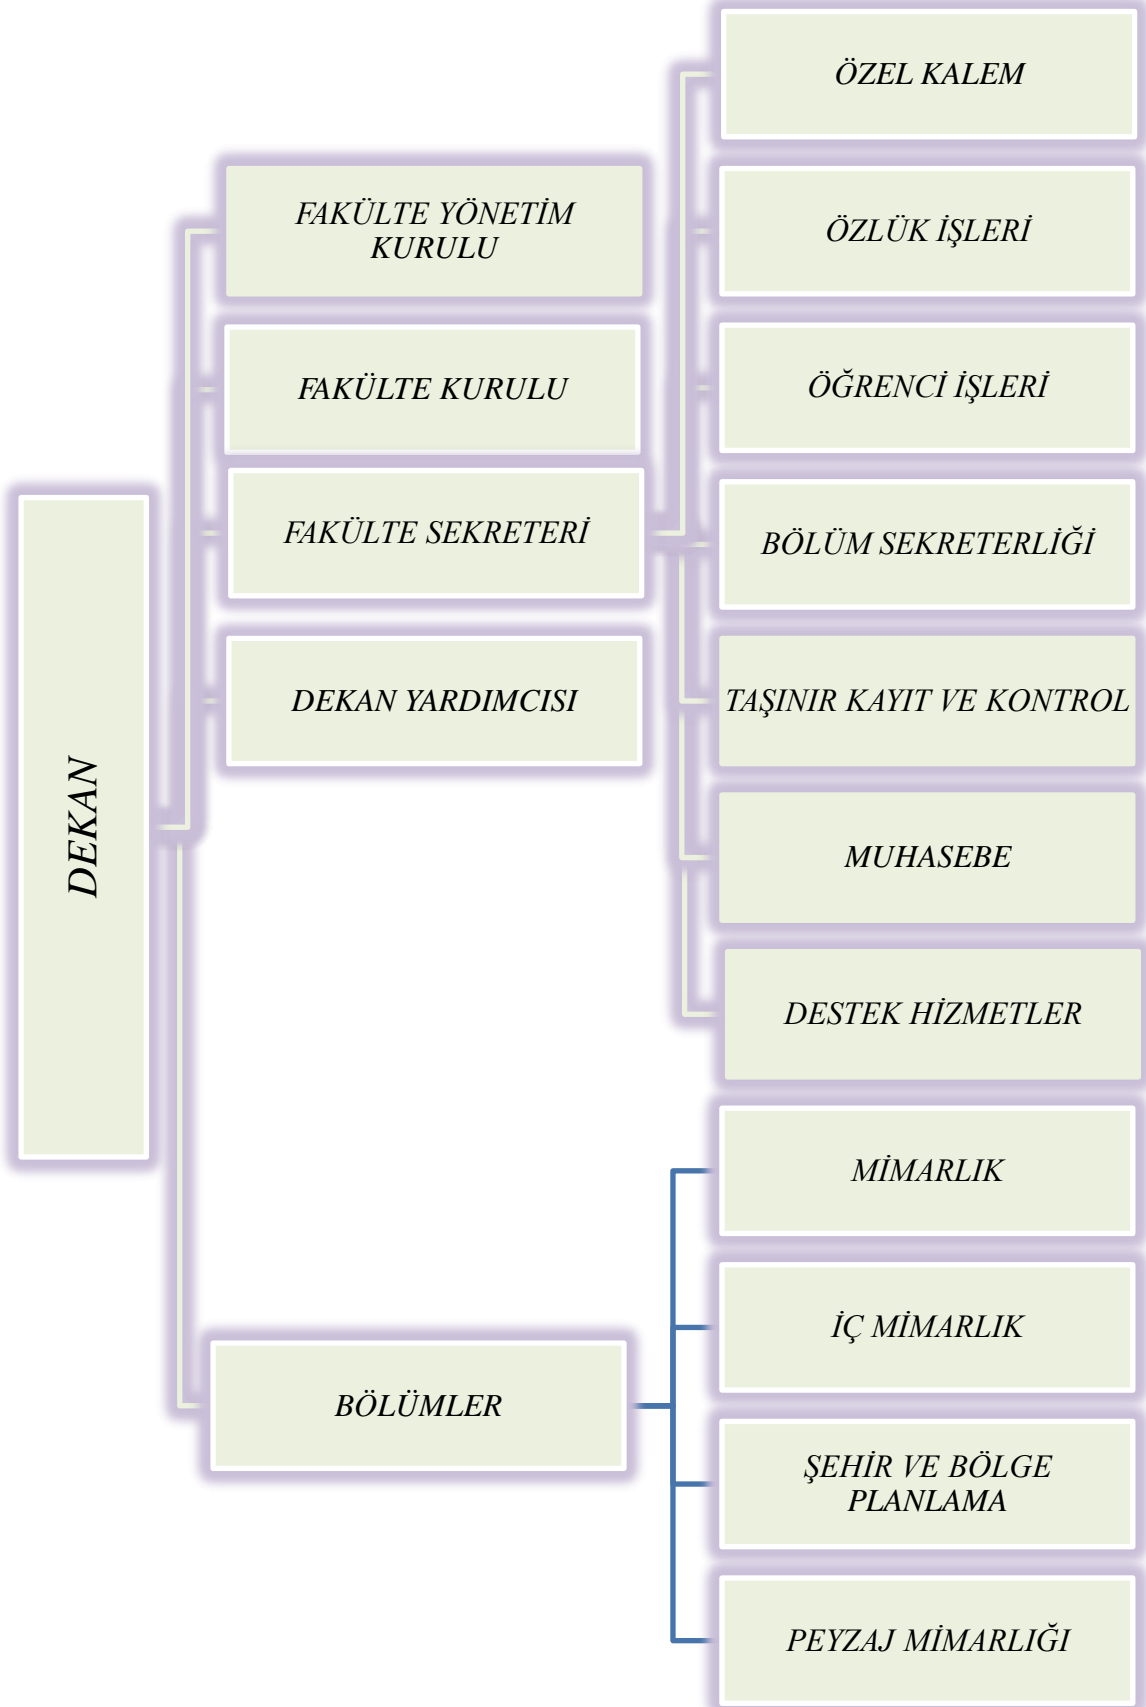 DEKAN
FAKÜLTE YÖNETİM
KURULU
FAKÜLTE KURULU
FAKÜLTE SEKRETERİ
ÖZEL KALEM
ÖZLÜK İŞLERİ
ÖĞRENCİ İŞLERİ
BÖLÜM SEKRETERLİĞİ
TAŞINIR KAYIT VE KONTROL
MUHASEBE
DESTEK HİZMETLER
DEKAN YARDIMCISI
BÖLÜMLER
MİMARLIK
İÇ MİMARLIK
ŞEHİR VE BÖLGE
PLANLAMA
PEYZAJ MİMARLIĞI